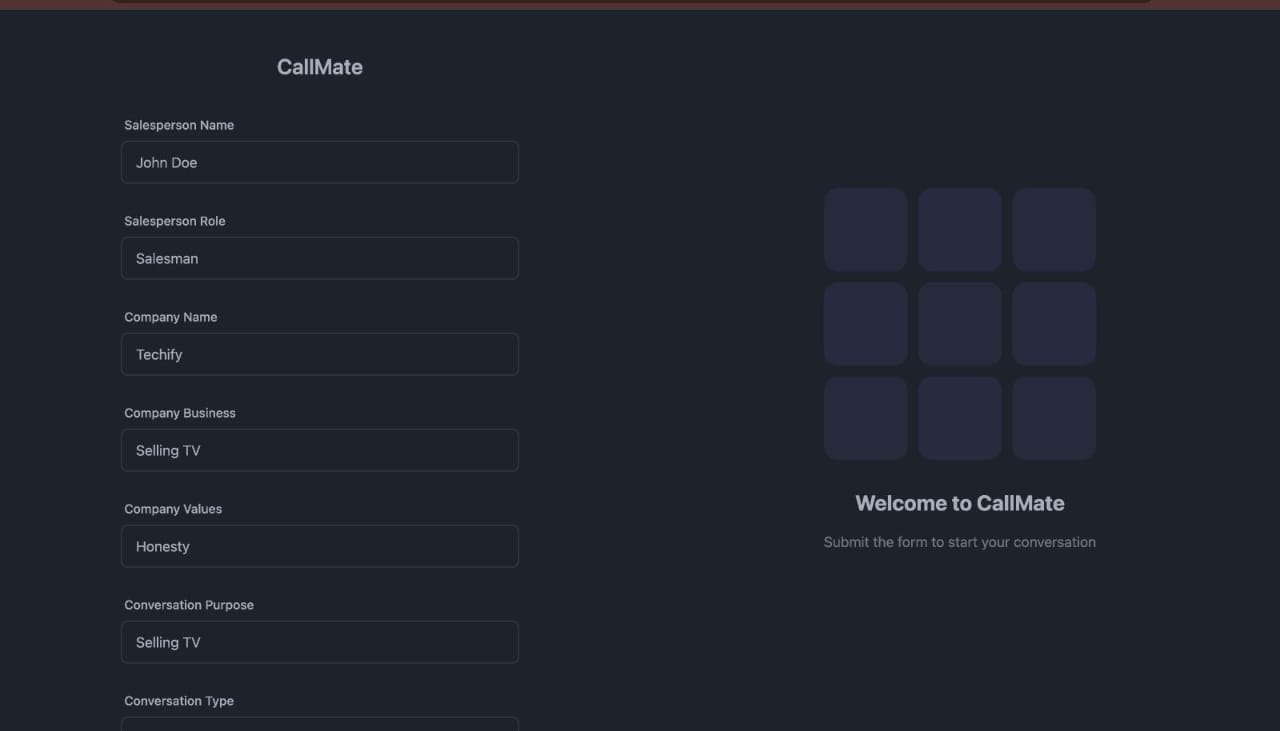 CallMate
Salesperson Name
John Doe
Salesperson Role
Salesman
Company Name
Techify
Company Business
Selling TV
Company Values
Honesty
Conversation Purpose
Selling TV
Conversation Type
Welcome to CallMate
Submit the form to start your conversation